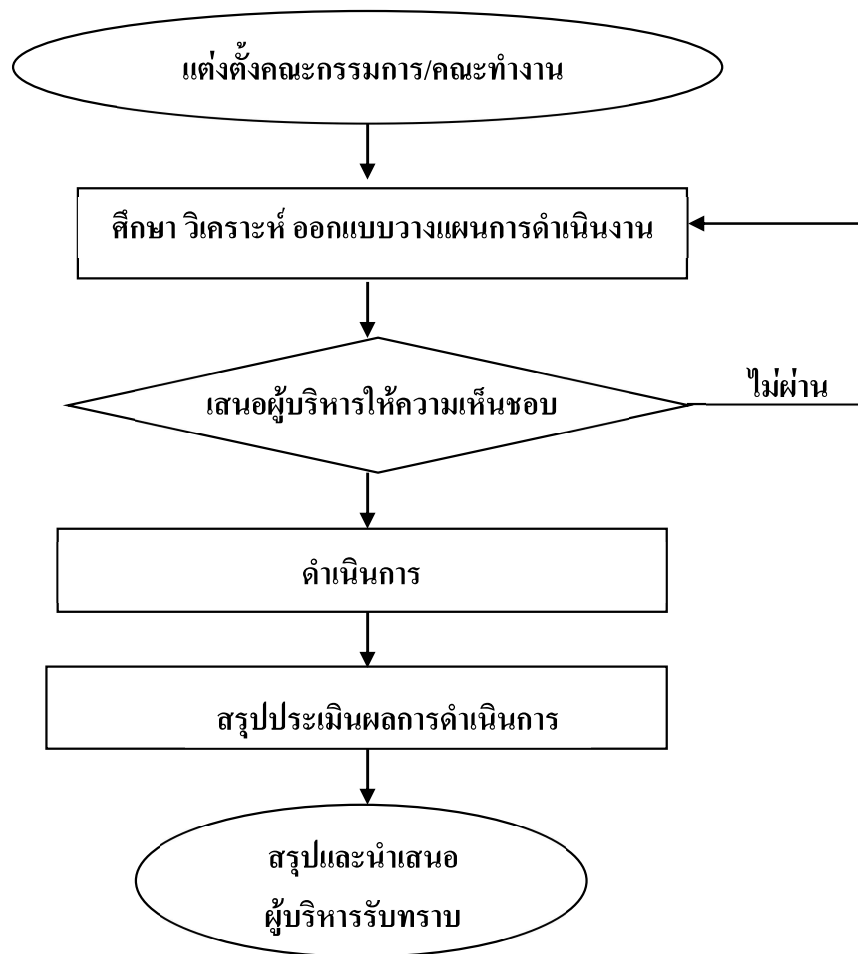 แต่งตั้งคณะกรรมการ/คณะทำงาน
ศึกษา วิเคราะห์ ออกแบบวางแผนการดำเนินงาน
เสนอผู้บริหารให้ความเห็นชอบ
ไม่ผ่าน
ดำเนินการ
สรุปประเมินผลการดำเนินการ
สรุปและนำเสนอ
ผู้บริหารรับทราบ